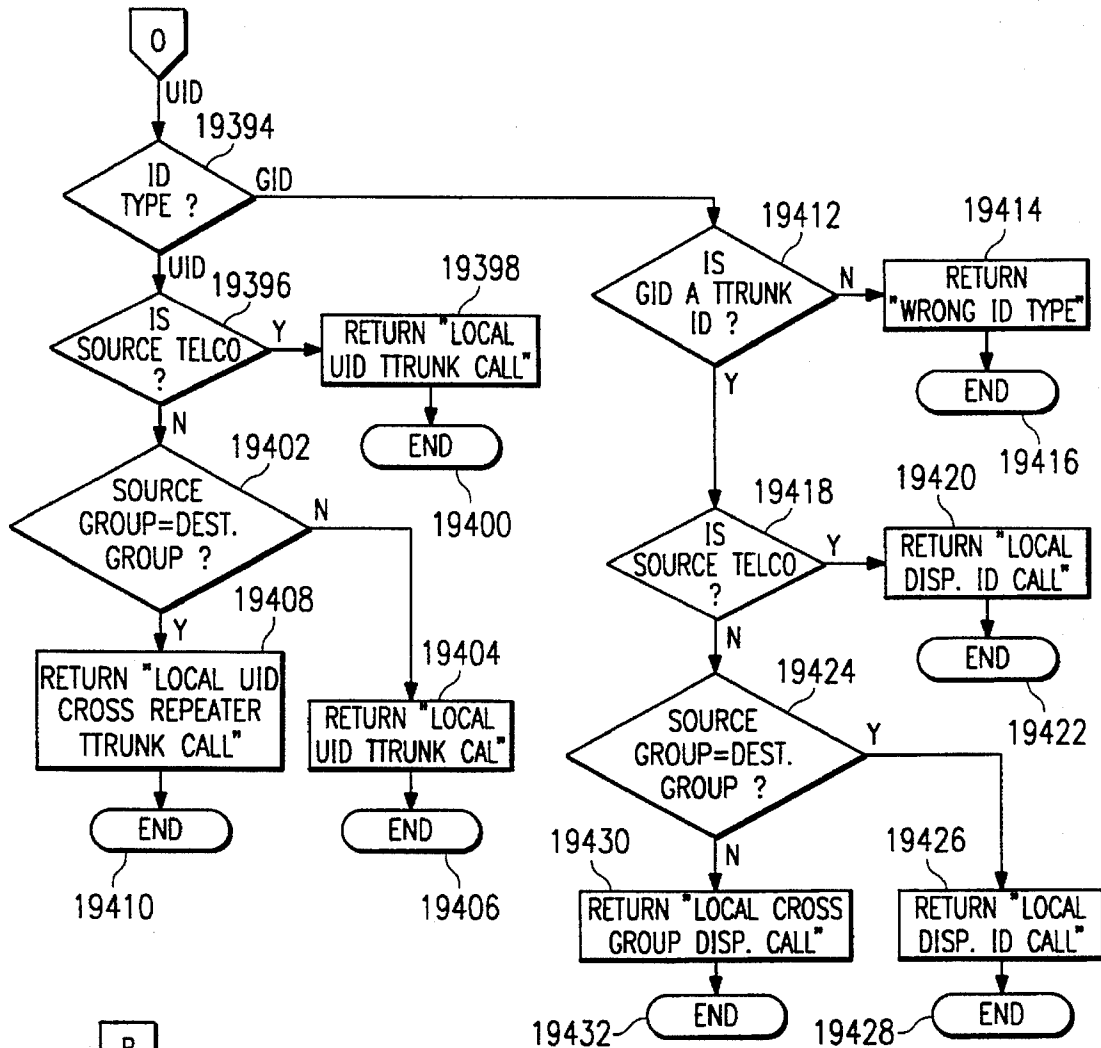 O
UID
19394
ID
TYPE ?
GID
UID
19396
IS
SOURCE TELCO
?
Y
19398
RETURN "LOCAL
UID TTRUNK CALL"
END
19400
N
19402
SOURCE
GROUP=DEST.
GROUP ?
N
Y
19408
RETURN "LOCAL UID
CROSS REPEATER
TTRUNK CALL"
END
19410
19404
RETURN "LOCAL
UID TTRUNK CAL"
END
19406
19412
IS
GID A TTRUNK
ID ?
N
19414
RETURN
"WRONG ID TYPE"
END
19416
Y
19418
IS
SOURCE TELCO
?
Y
19420
RETURN "LOCAL
DISP. ID CALL"
END
19422
N
19424
SOURCE
GROUP=DEST.
GROUP ?
Y
N
19430
RETURN "LOCAL CROSS
GROUP DISP. CALL"
END
19432
19426
RETURN "LOCAL
DISP. ID CALL"
END
19428